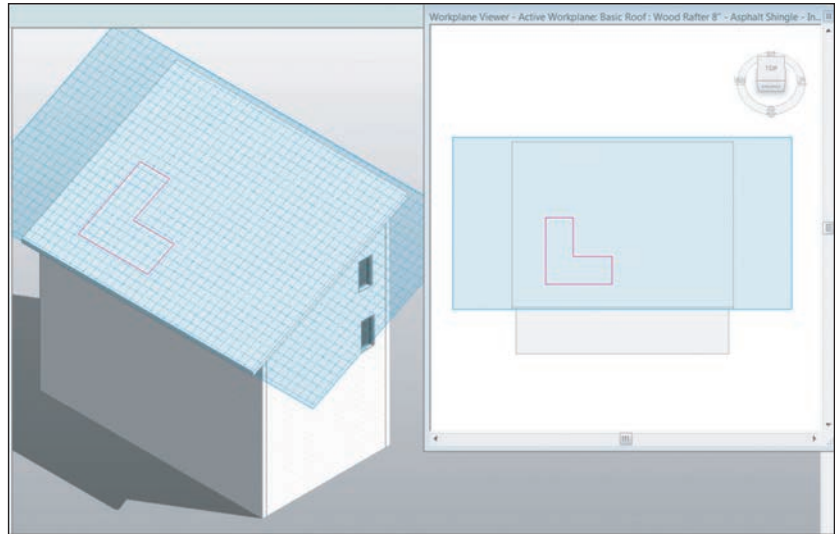 Workplane Viewer - Active Workplane: Basic Roof : Wood Rafter 8" - Asphalt Shingle - In...
TOP